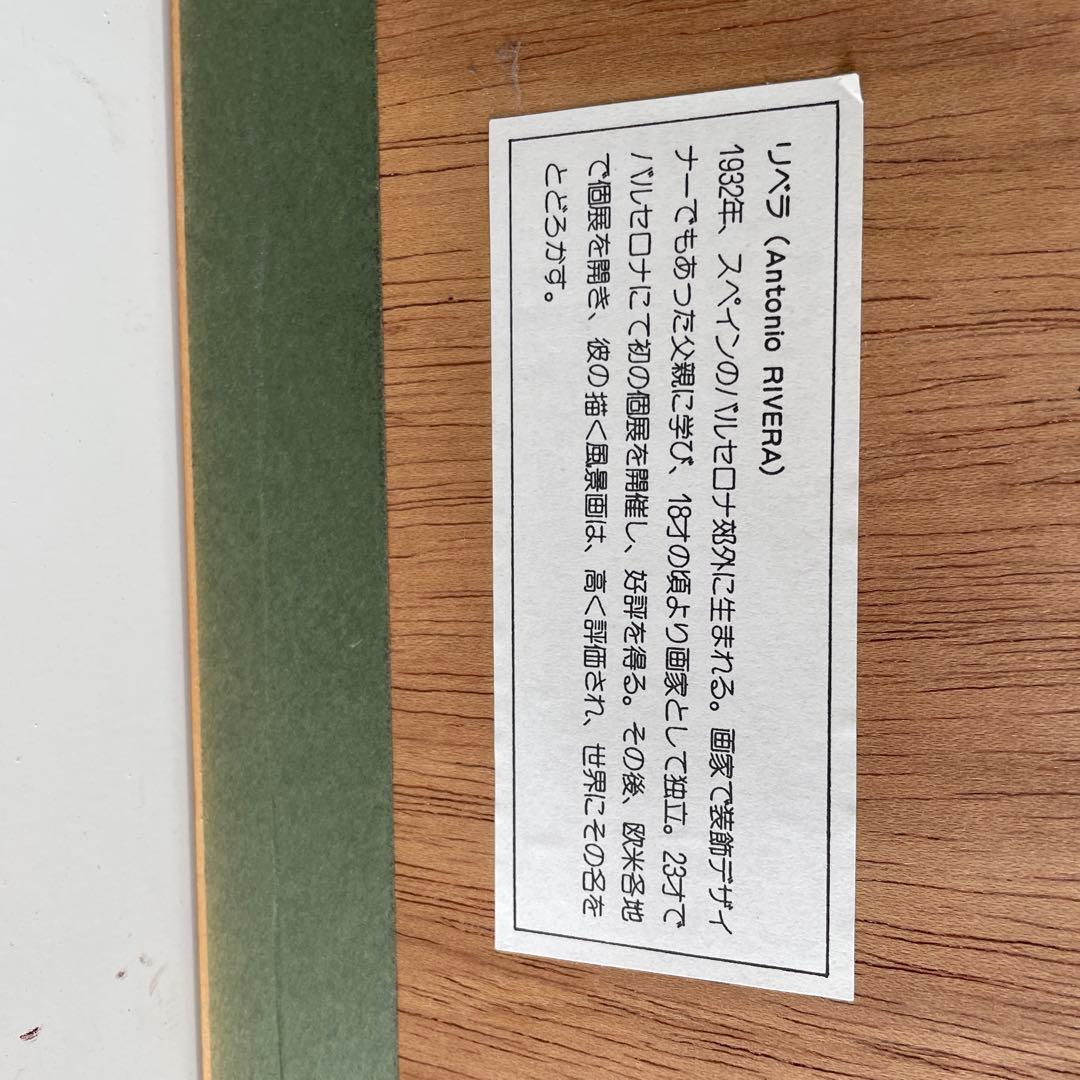 リベラ（Antonio RIVERA）
1932年、スペインのバルセロナ郊外に生まれる。画家で装飾デザイ
ナーでもあった父親に学び、18才の頃より画家として独立。23才で
バルセロナにて初の個展を開催し、好評を得る。その後、欧米各地
で個展を開き、彼の描く風景画は、高く評価され、世界にその名を
とどろかす。